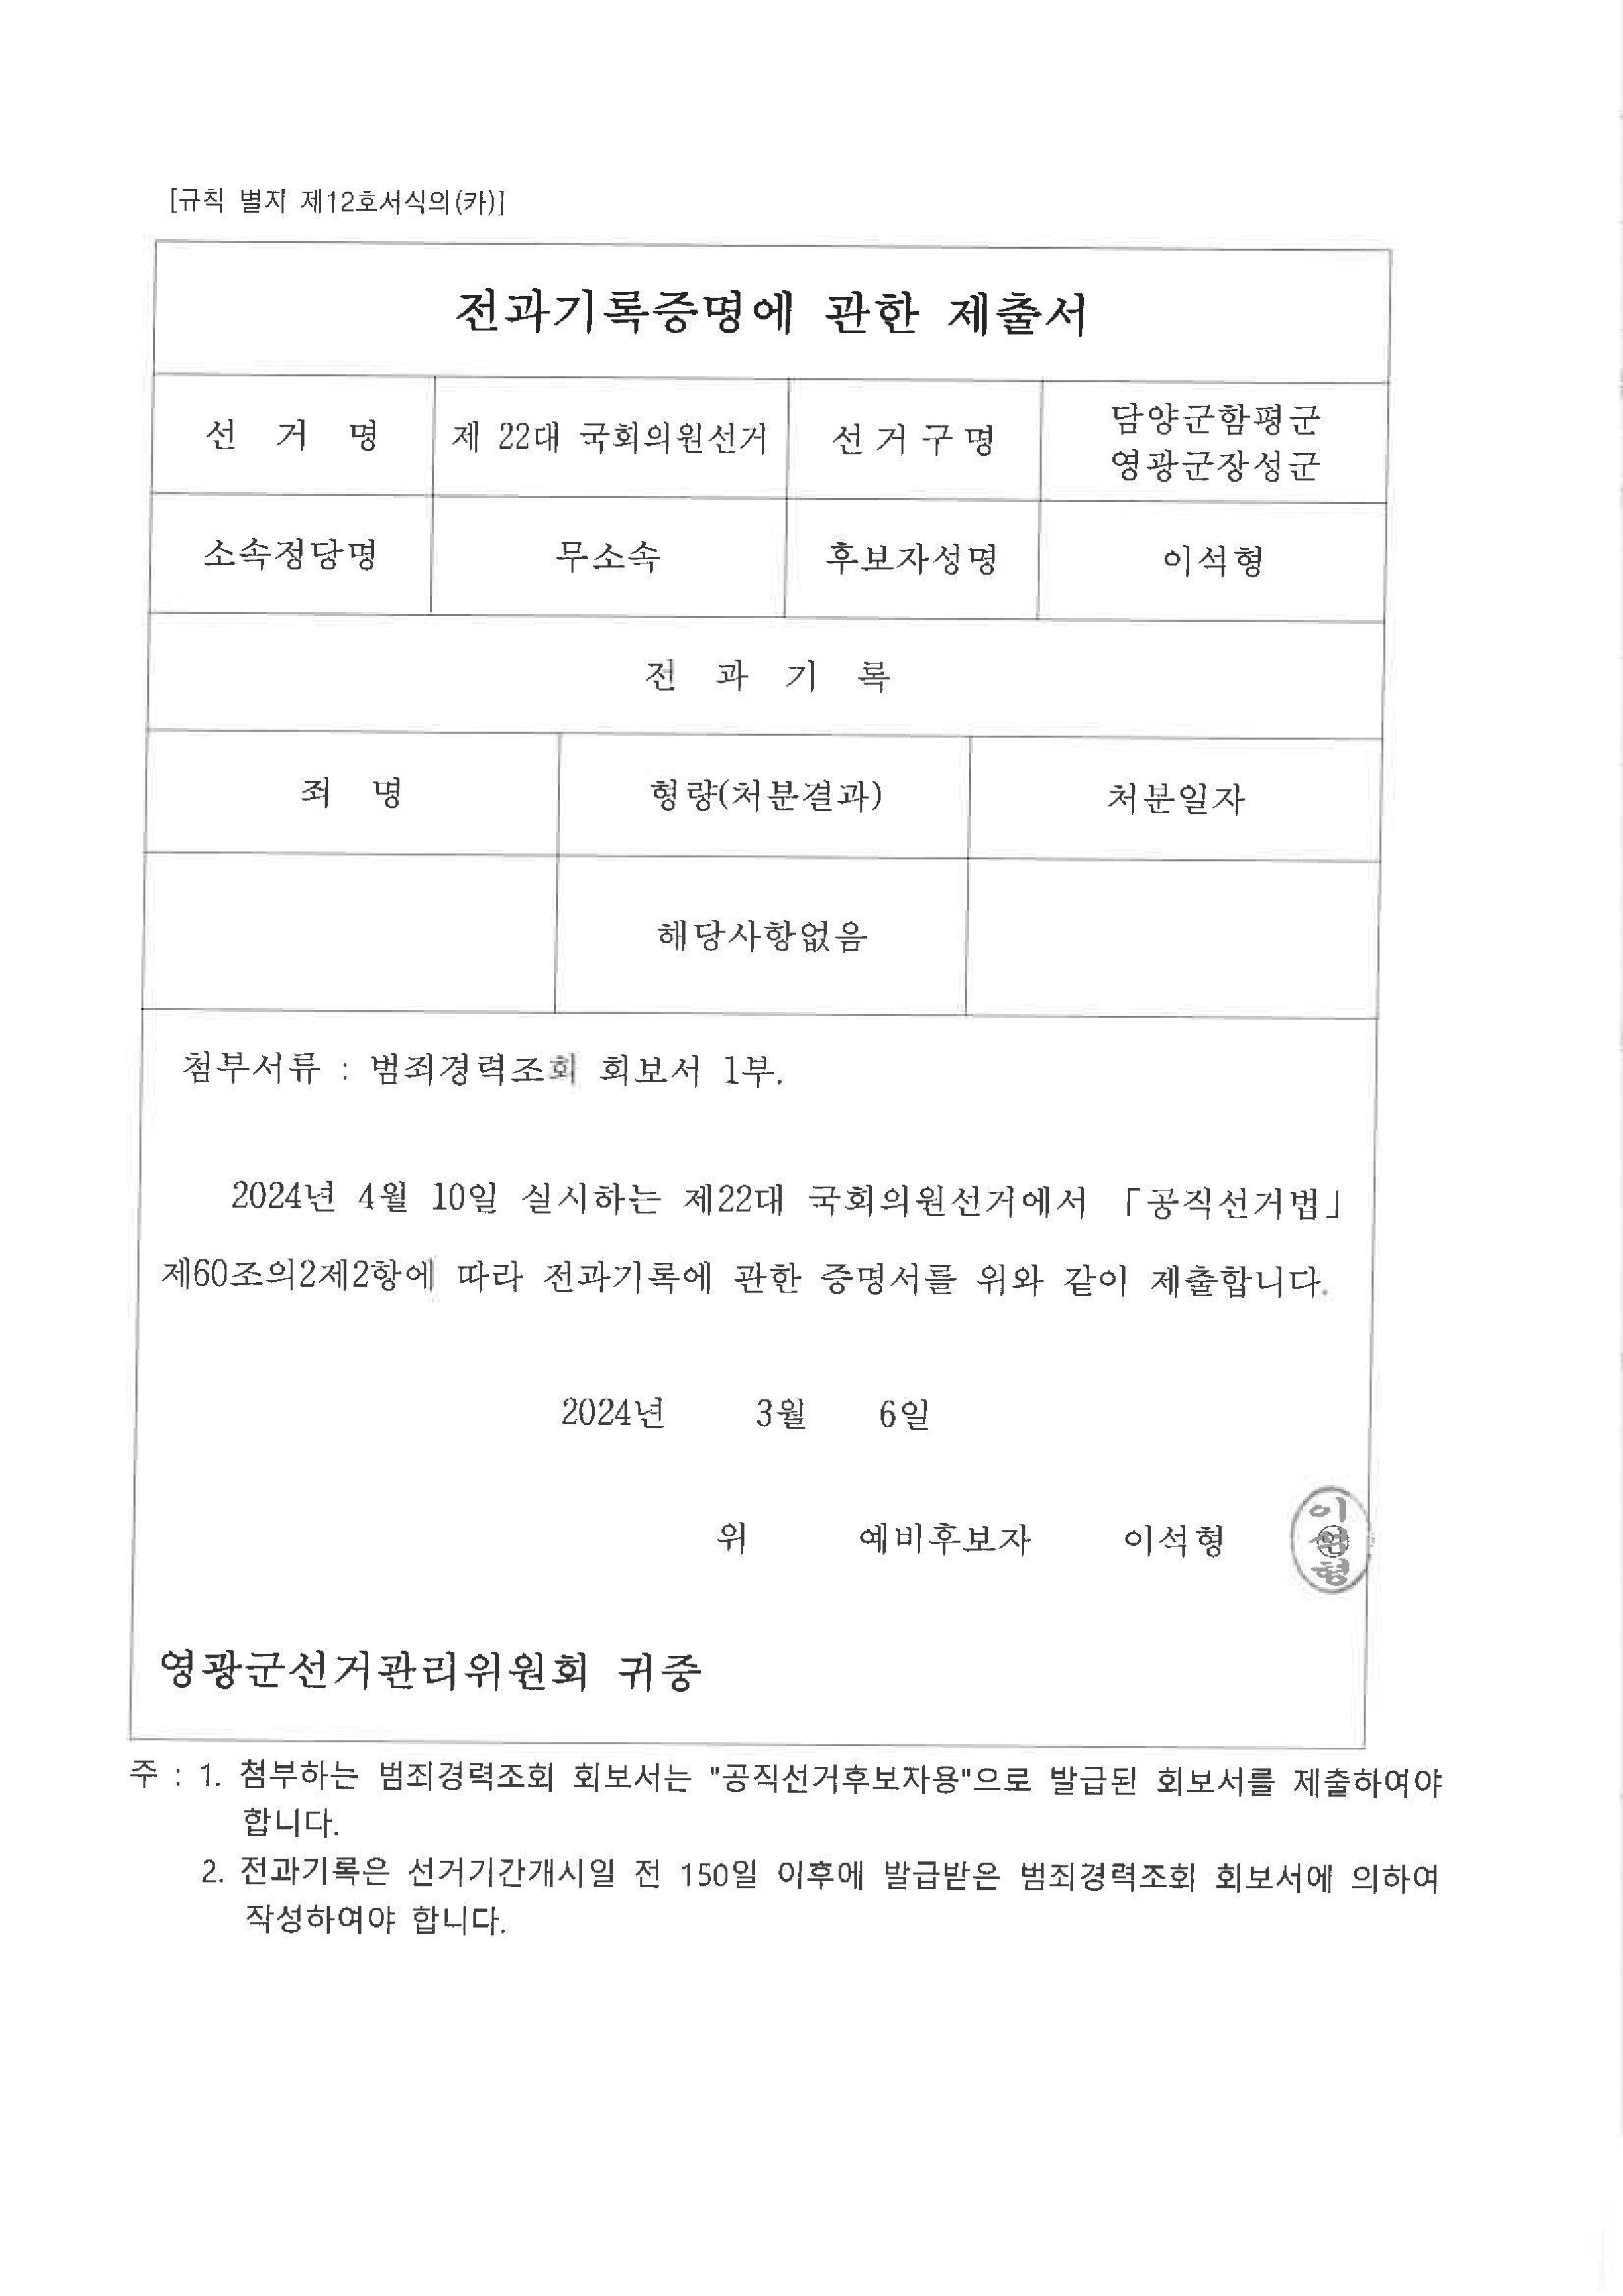 [규칙 별지 제12호서식의(카)]
전과기록증명에 관한 제출서
선 거 명 제 22대 국회의원선거 선거구명 담양군함평군
영광군장성군
소속정당명 무소속 후보자성명 이석형
전 과 기 록
죄 명 형량(처분결과) 처분일자
해당사항없음
첨부서류 : 범죄경력조회 회보서 1부.
2024년 4월 10일 실시하는 제22대 국회의원선거에서 「공직선거법」
제60조의2제2항에 따라 전과기록에 관한 증명서를 위와 같이 제출합니다.
2024년 3월 6일
위 예비후보자 이석형 ㊞
이석형
영광군선거관리위원회 귀중
주 : 1. 첨부하는 범죄경력조회 회보서는 "공직선거후보자용"으로 발급된 회보서를 제출하여야
합니다.
2. 전과기록은 선거기간개시일 전 150일 이후에 발급받은 범죄경력조회 회보서에 의하여
작성하여야 합니다.